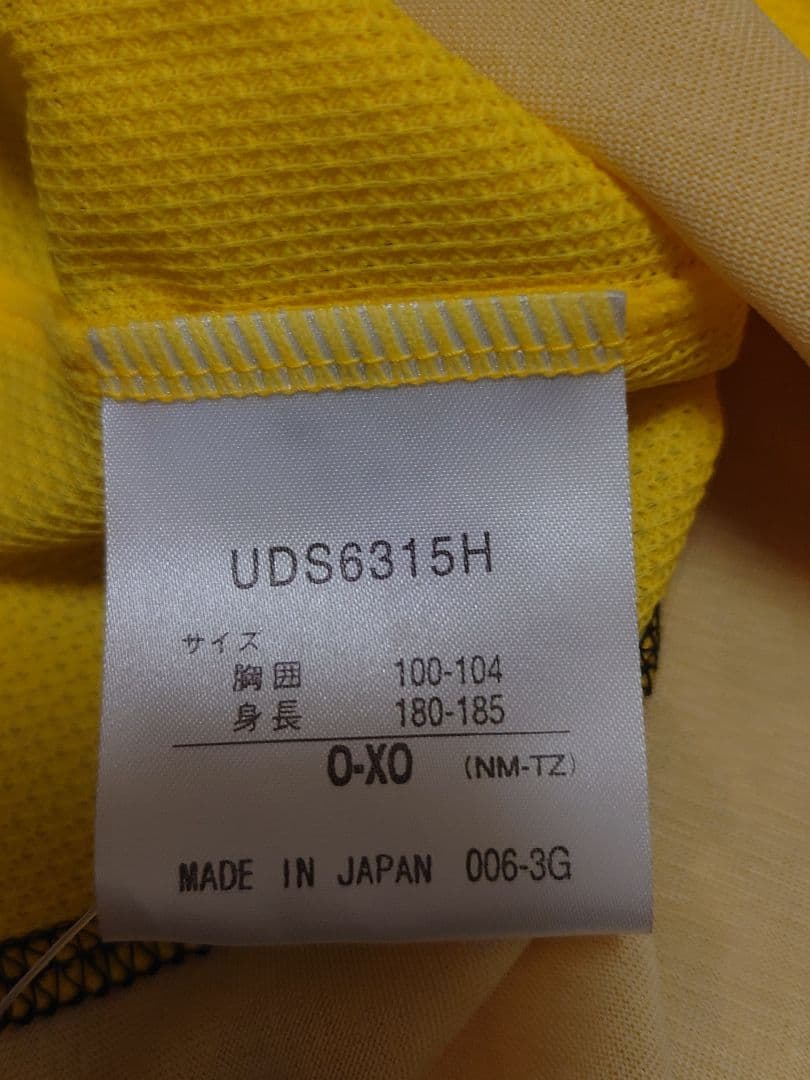 UDS6315H
サイズ
胸囲 100-104
身長 180-185
O-XO (NM-TZ)
MADE IN JAPAN 006-3G